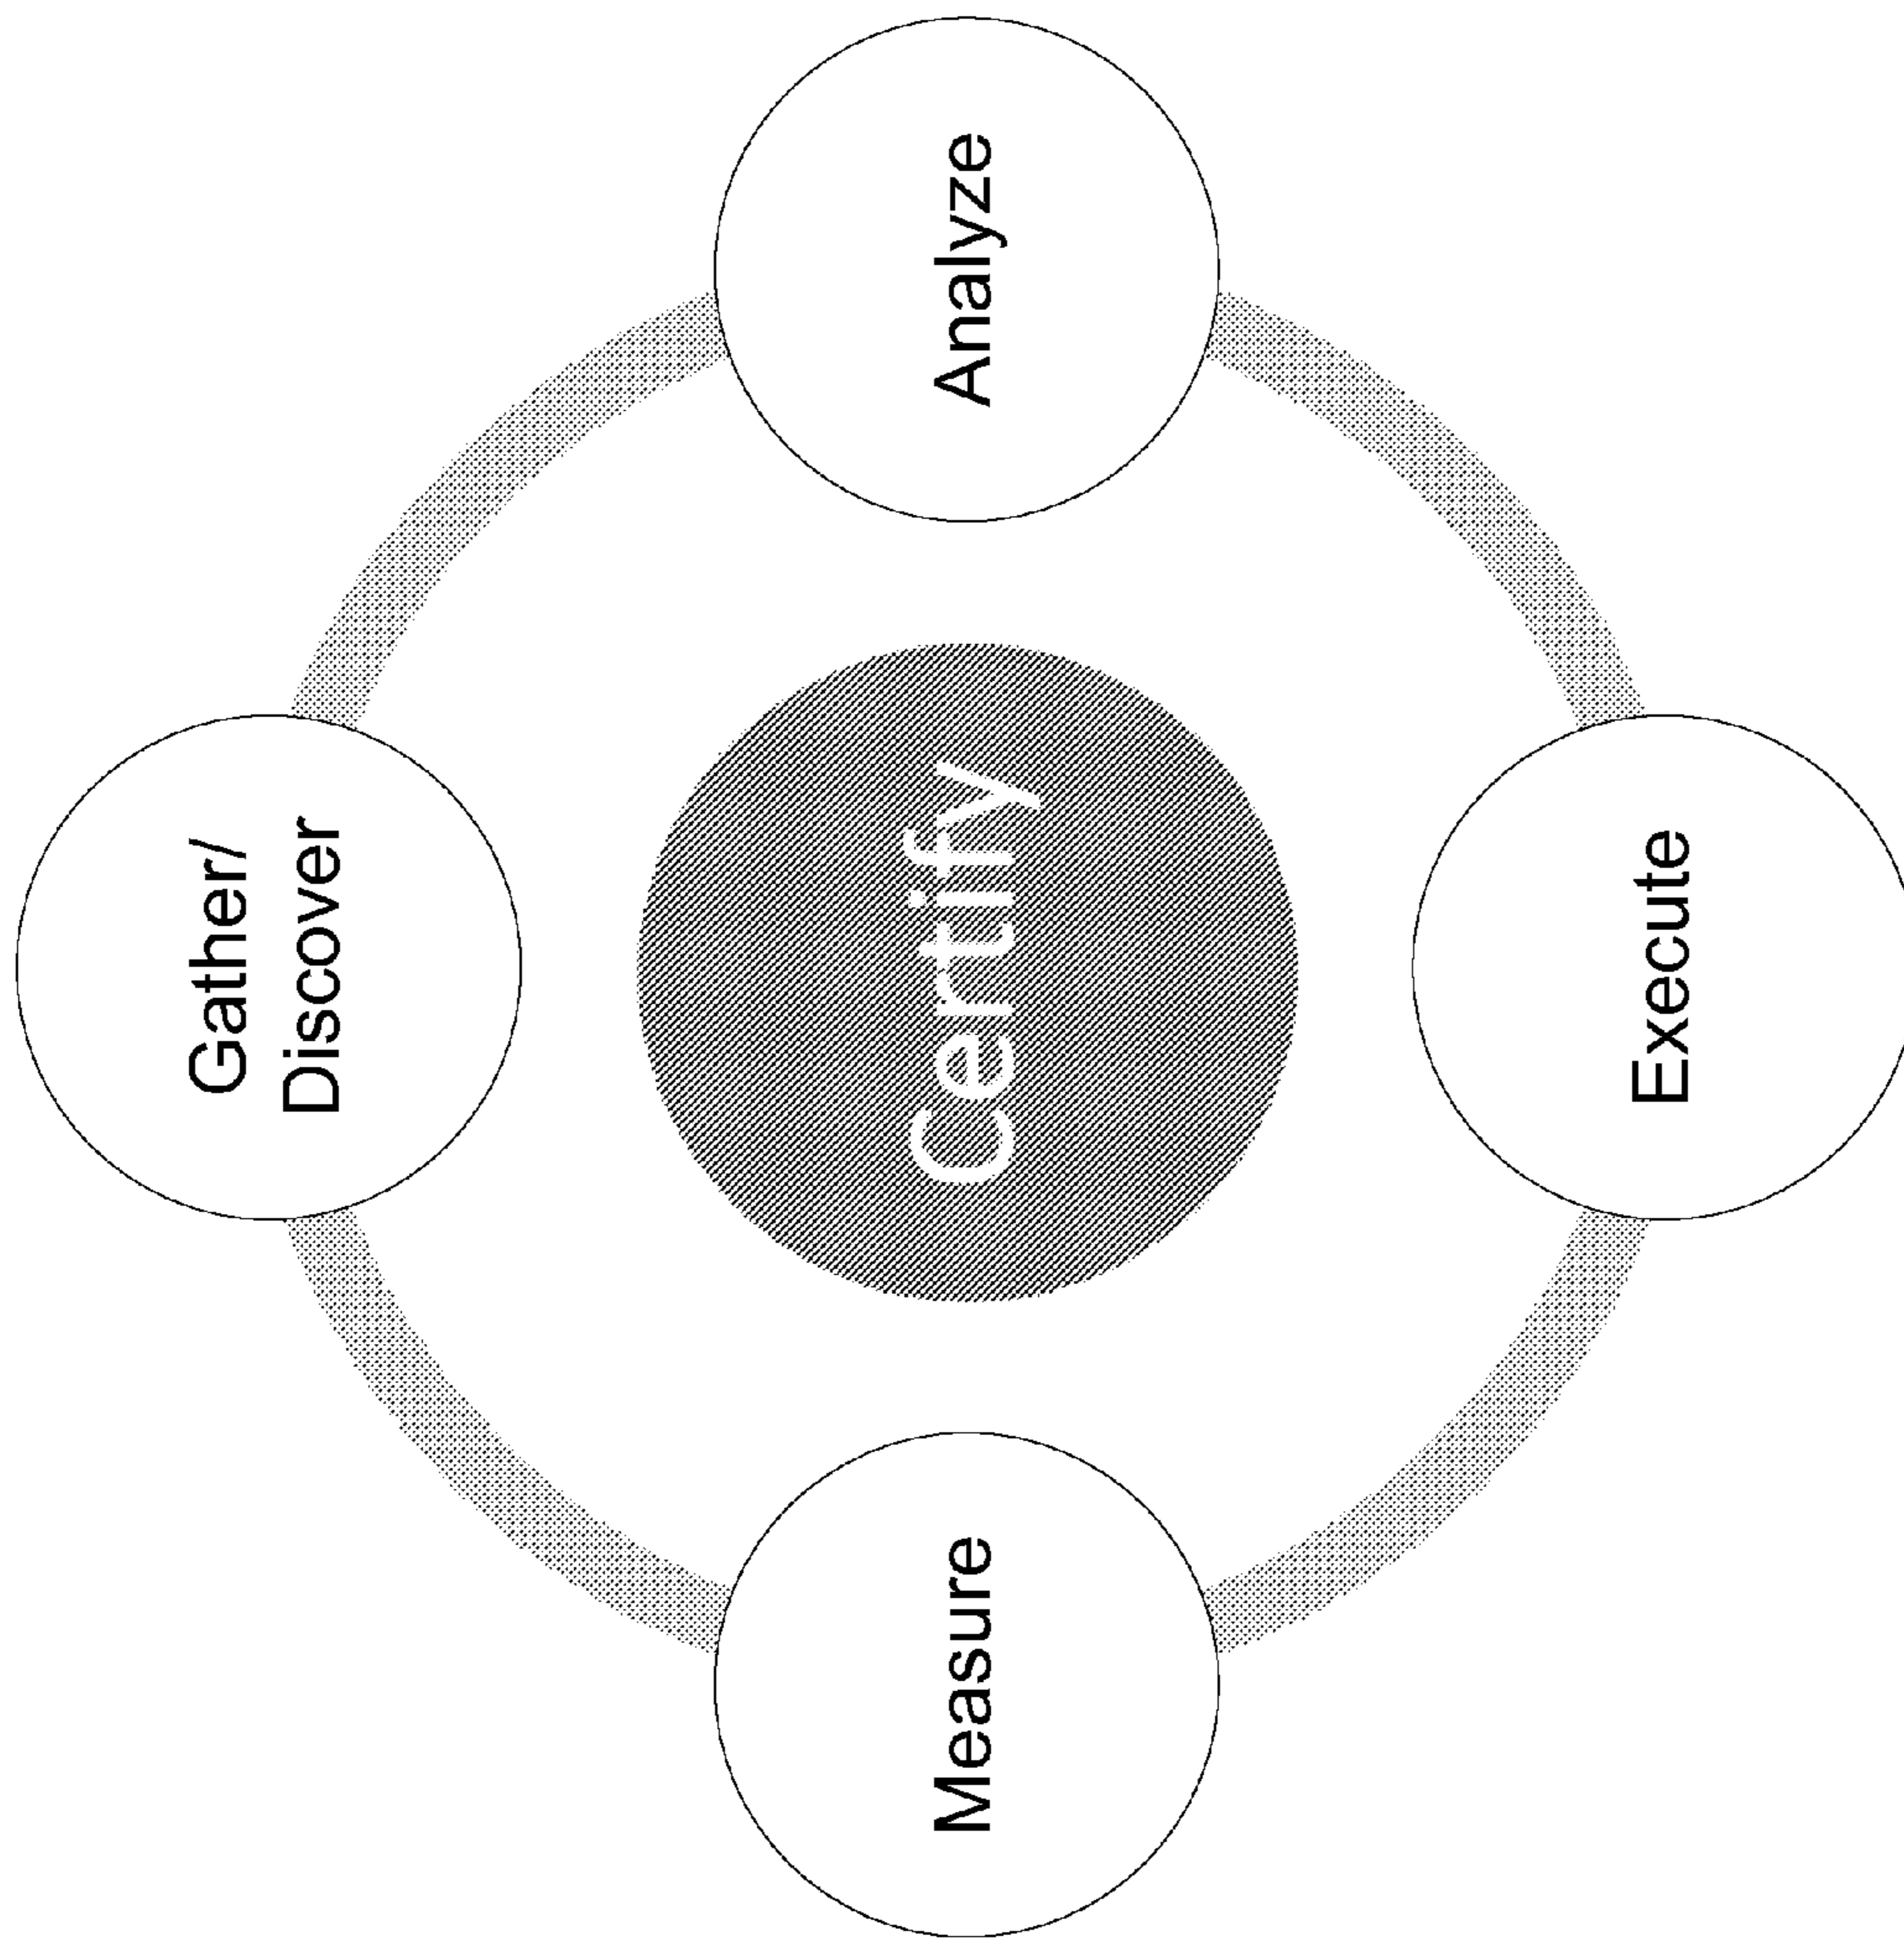 Gather/
Discover
Analyze
Certify
Execute
Measure